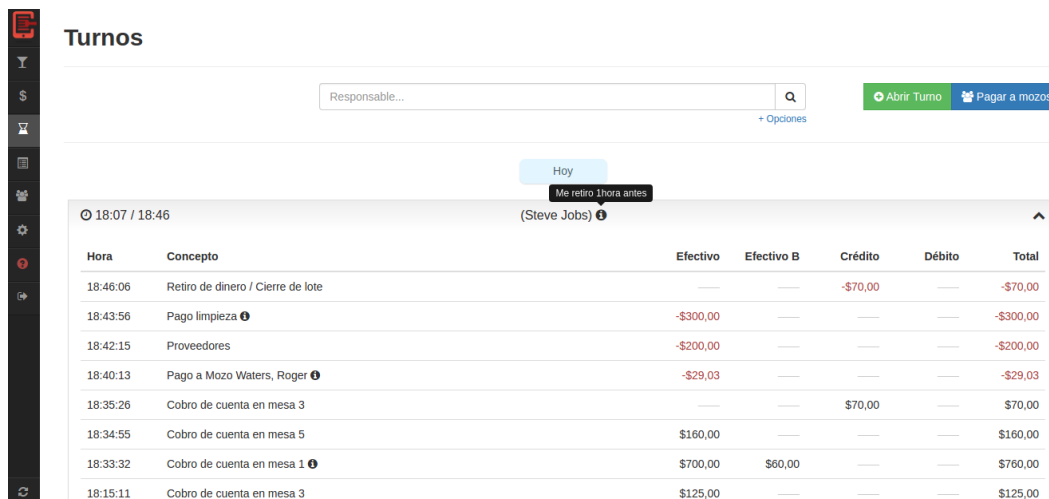 Turnos
Responsable...
Abrir Turno
Pagar a mozos
+ Opciones
Hoy
Me retiro 1hora antes
18:07 / 18:46 (Steve Jobs)
Hora Concepto Efectivo Efectivo B Crédito Débito Total
18:46:06 Retiro de dinero / Cierre de lote —— —— -$70,00 —— -$70,00
18:43:56 Pago limpieza -$300,00 —— —— —— -$300,00
18:42:15 Proveedores -$200,00 —— —— —— -$200,00
18:40:13 Pago a Mozo Waters, Roger -$29,03 —— —— —— -$29,03
18:35:26 Cobro de cuenta en mesa 3 —— —— $70,00 —— $70,00
18:34:55 Cobro de cuenta en mesa 5 $160,00 —— —— —— $160,00
18:33:32 Cobro de cuenta en mesa 1 $700,00 $60,00 —— —— $760,00
18:15:11 Cobro de cuenta en mesa 3 $125,00 —— —— —— $125,00